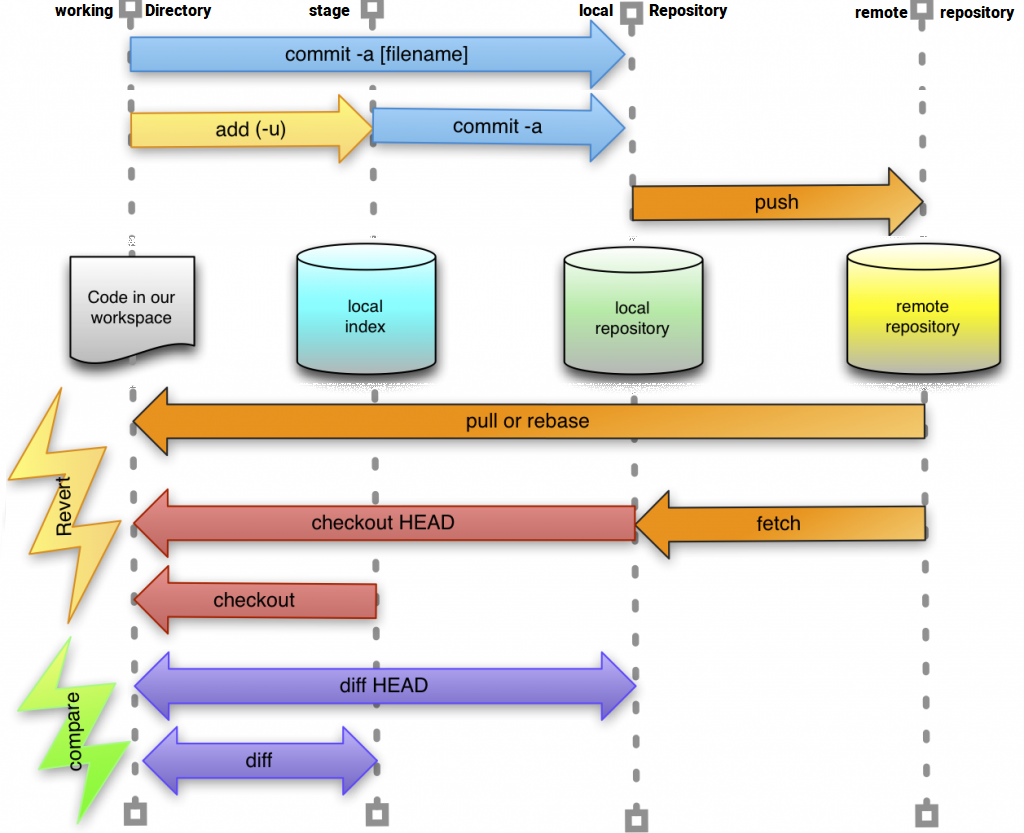 working Directory stage local Repository remote repository
commit -a [filename]
add (-u) commit -a
push
Code in our
workspace
local
index
local
repository
remote
repository
pull or rebase
Revert
checkout HEAD fetch
checkout
diff HEAD
compare
diff